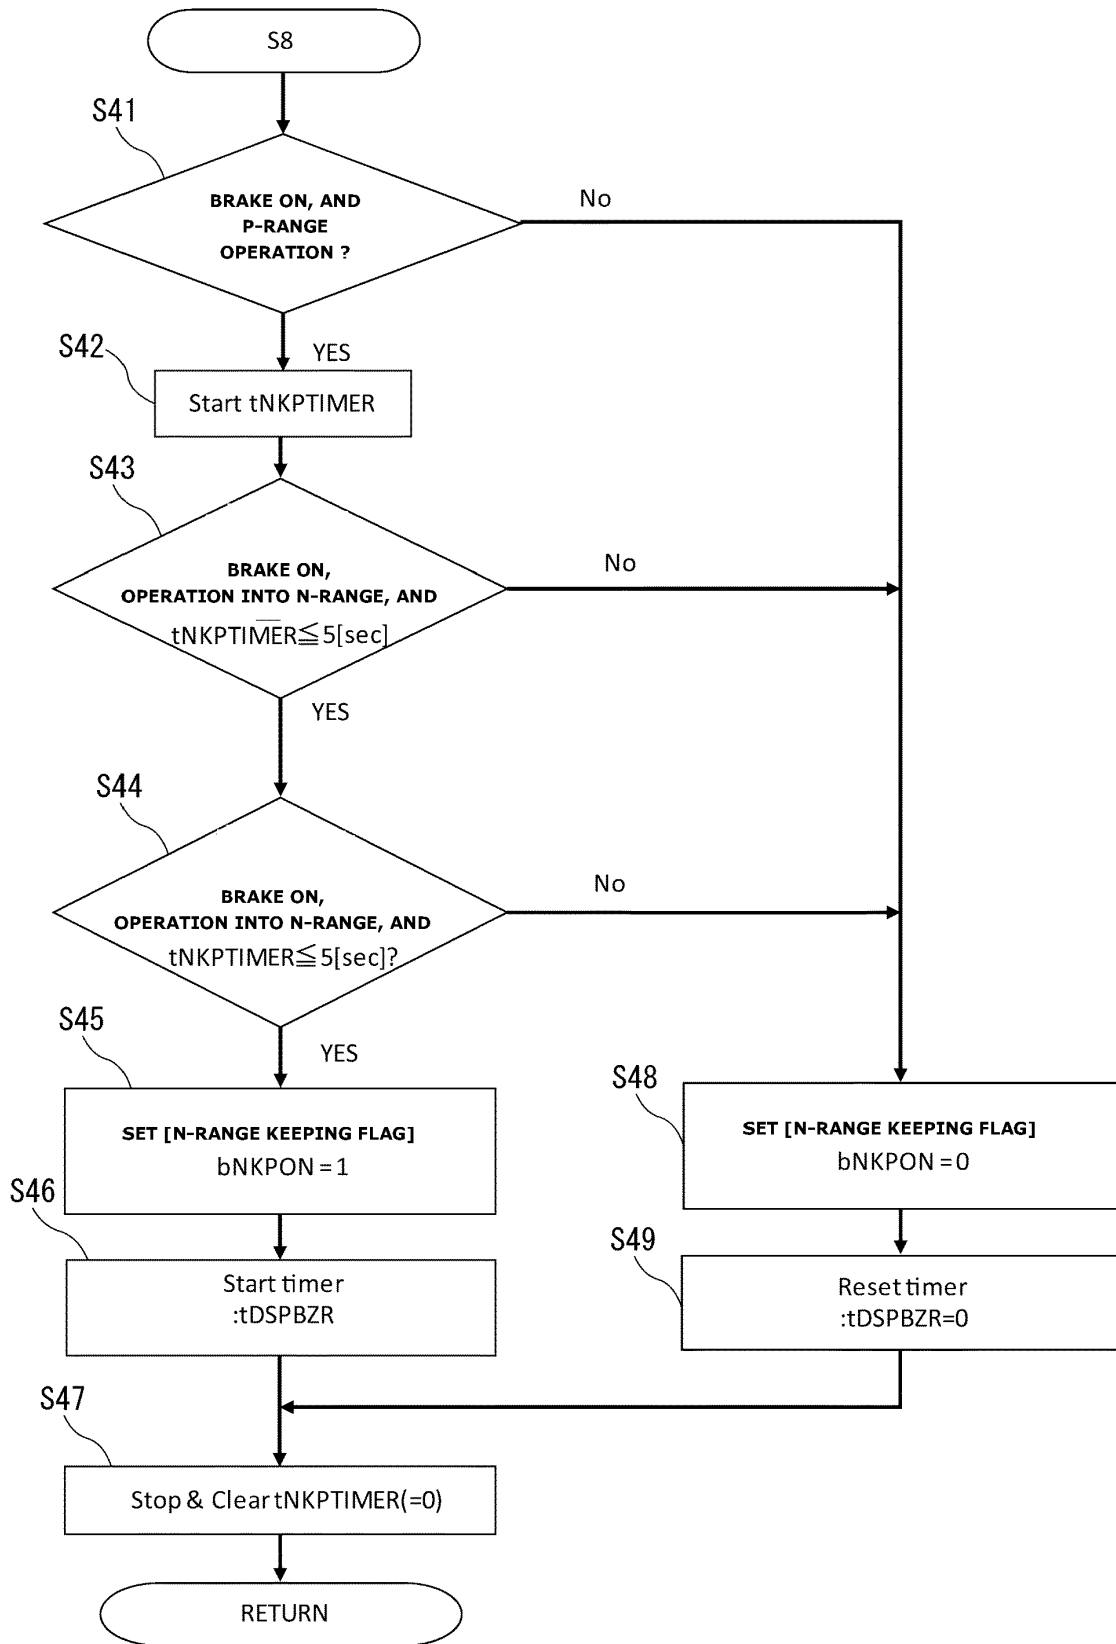 S8
S41
BRAKE ON, AND
P-RANGE
OPERATION ?
No
YES
S42
Start tNKPTIMER
S43
BRAKE ON,
OPERATION INTO N-RANGE, AND
tNKPTIMER≦5[sec]
No
YES
S44
BRAKE ON,
OPERATION INTO N-RANGE, AND
tNKPTIMER≦5[sec]?
No
YES
S45
SET [N-RANGE KEEPING FLAG]
bNKPON=1
S48
SET [N-RANGE KEEPING FLAG]
bNKPON=0
S46
Start timer
:tDSPBZR
S49
Reset timer
:tDSPBZR=0
S47
Stop & Clear tNKPTIMER(=0)
RETURN